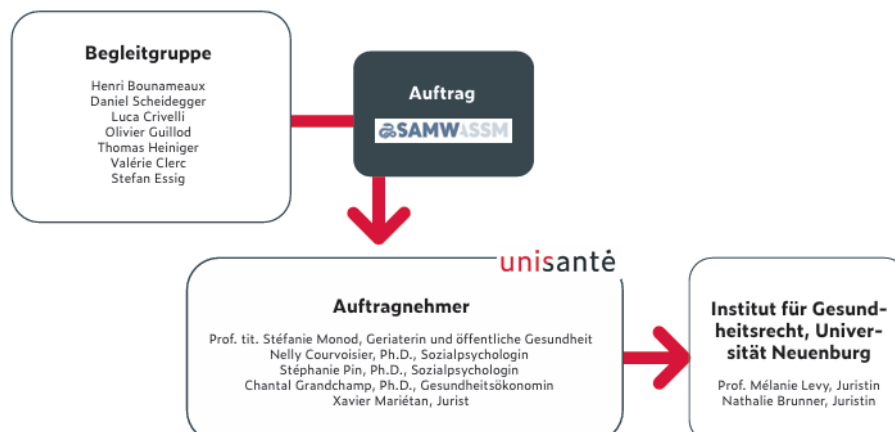 Begleitgruppe
Henri Bounameaux
Daniel Scheidegger
Luca Crivelli
Olivier Guillod
Thomas Heiniger
Valérie Clerc
Stefan Essig
Auftrag
SAMWASSM
unisanté
Auftragnehmer
Prof. tit. Stéfanie Monod, Geriaterin und öffentliche Gesundheit
Nelly Courvoisier, Ph.D., Sozialpsychologin
Stéphanie Pin, Ph.D., Sozialpsychologin
Chantal Grandchamp, Ph.D., Gesundheitsökonomin
Xavier Mariétan, Jurist
Institut für Gesund-
heitsrecht, Univer-
sität Neuenburg
Prof. Mélanie Levy, Juristin
Nathalie Brunner, Juristin